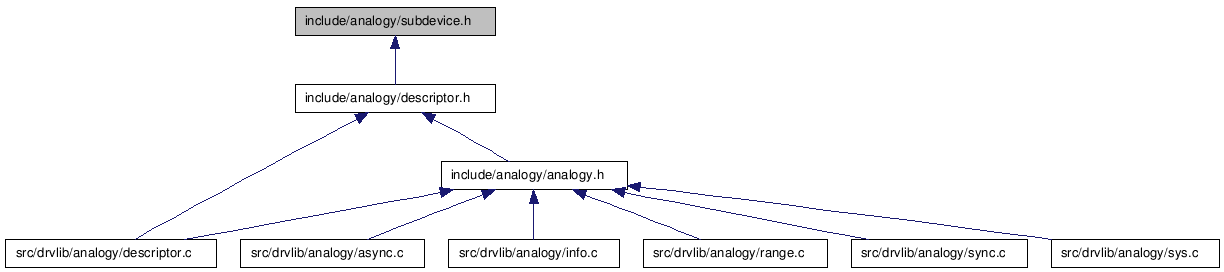 include/analogy/subdevice.h
include/analogy/descriptor.h
include/analogy/analogy.h
src/drvlib/analogy/descriptor.c
src/drvlib/analogy/async.c
src/drvlib/analogy/info.c
src/drvlib/analogy/range.c
src/drvlib/analogy/sync.c
src/drvlib/analogy/sys.c